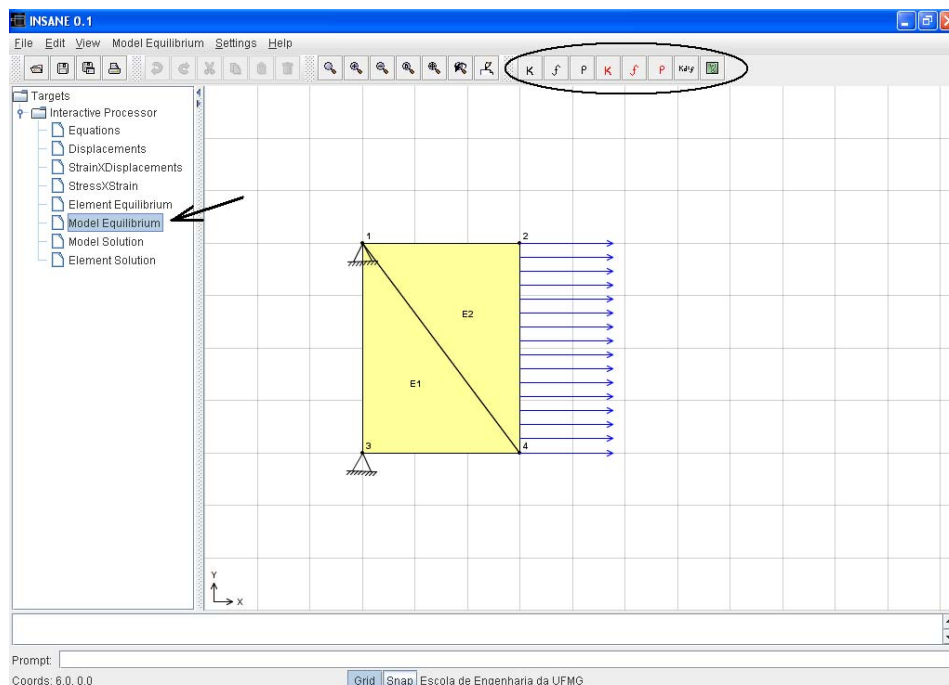 INSANE 0.1
File Edit View Model Equilibrium Settings Help
K f P K f P Kd=f
Targets
Interactive Processor
Equations
Displacements
StrainXDisplacements
StressXStrain
Element Equilibrium
Model Equilibrium
Model Solution
Element Solution
1 2
E2
E1
3 4
Y
X
Prompt:
Coords: 6.0, 0.0 Grid Snap Escola de Engenharia da UFMG